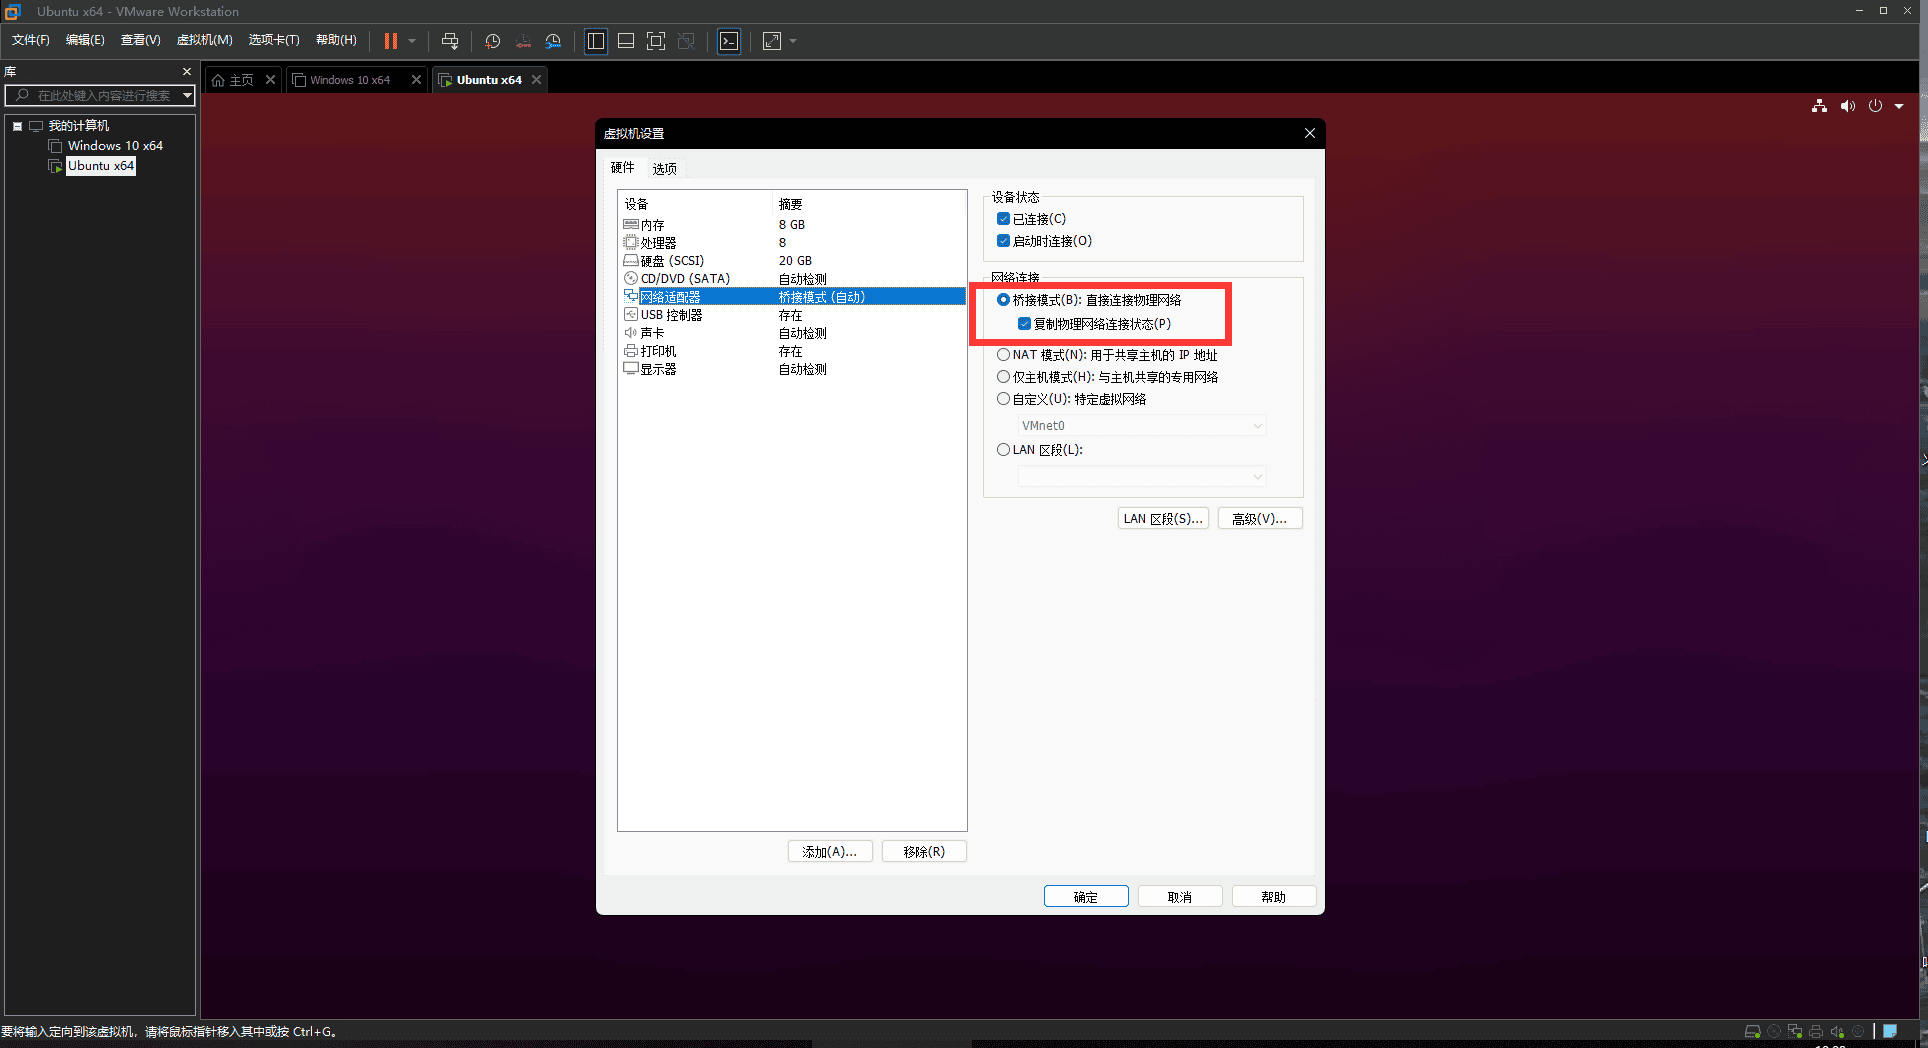 Ubuntu x64 - VMware Workstation
文件(F) 编辑(E) 查看(V) 虚拟机(M) 选项卡(T) 帮助(H)
库
在此处键入内容进行搜索
主页 Windows 10 x64 Ubuntu x64
我的计算机
Windows 10 x64
Ubuntu x64
虚拟机设置
硬件 选项
设备 摘要
内存 8 GB
处理器 8
硬盘 (SCSI) 20 GB
CD/DVD (SATA) 自动检测
网络适配器 桥接模式 (自动)
USB 控制器 存在
声卡 自动检测
打印机 存在
显示器 自动检测
添加(A)... 移除(R)
设备状态
已连接(C)
启动时连接(O)
网络连接
桥接模式(B): 直接连接物理网络
复制物理网络连接状态(P)
NAT 模式(N): 用于共享主机的 IP 地址
仅主机模式(H): 与主机共享的专用网络
自定义(U): 特定虚拟网络
VMnet0
LAN 区段(L):
LAN 区段(S)... 高级(V)...
确定 取消 帮助
要将输入定向到该虚拟机，请将鼠标指针移入其中或按 Ctrl+G。